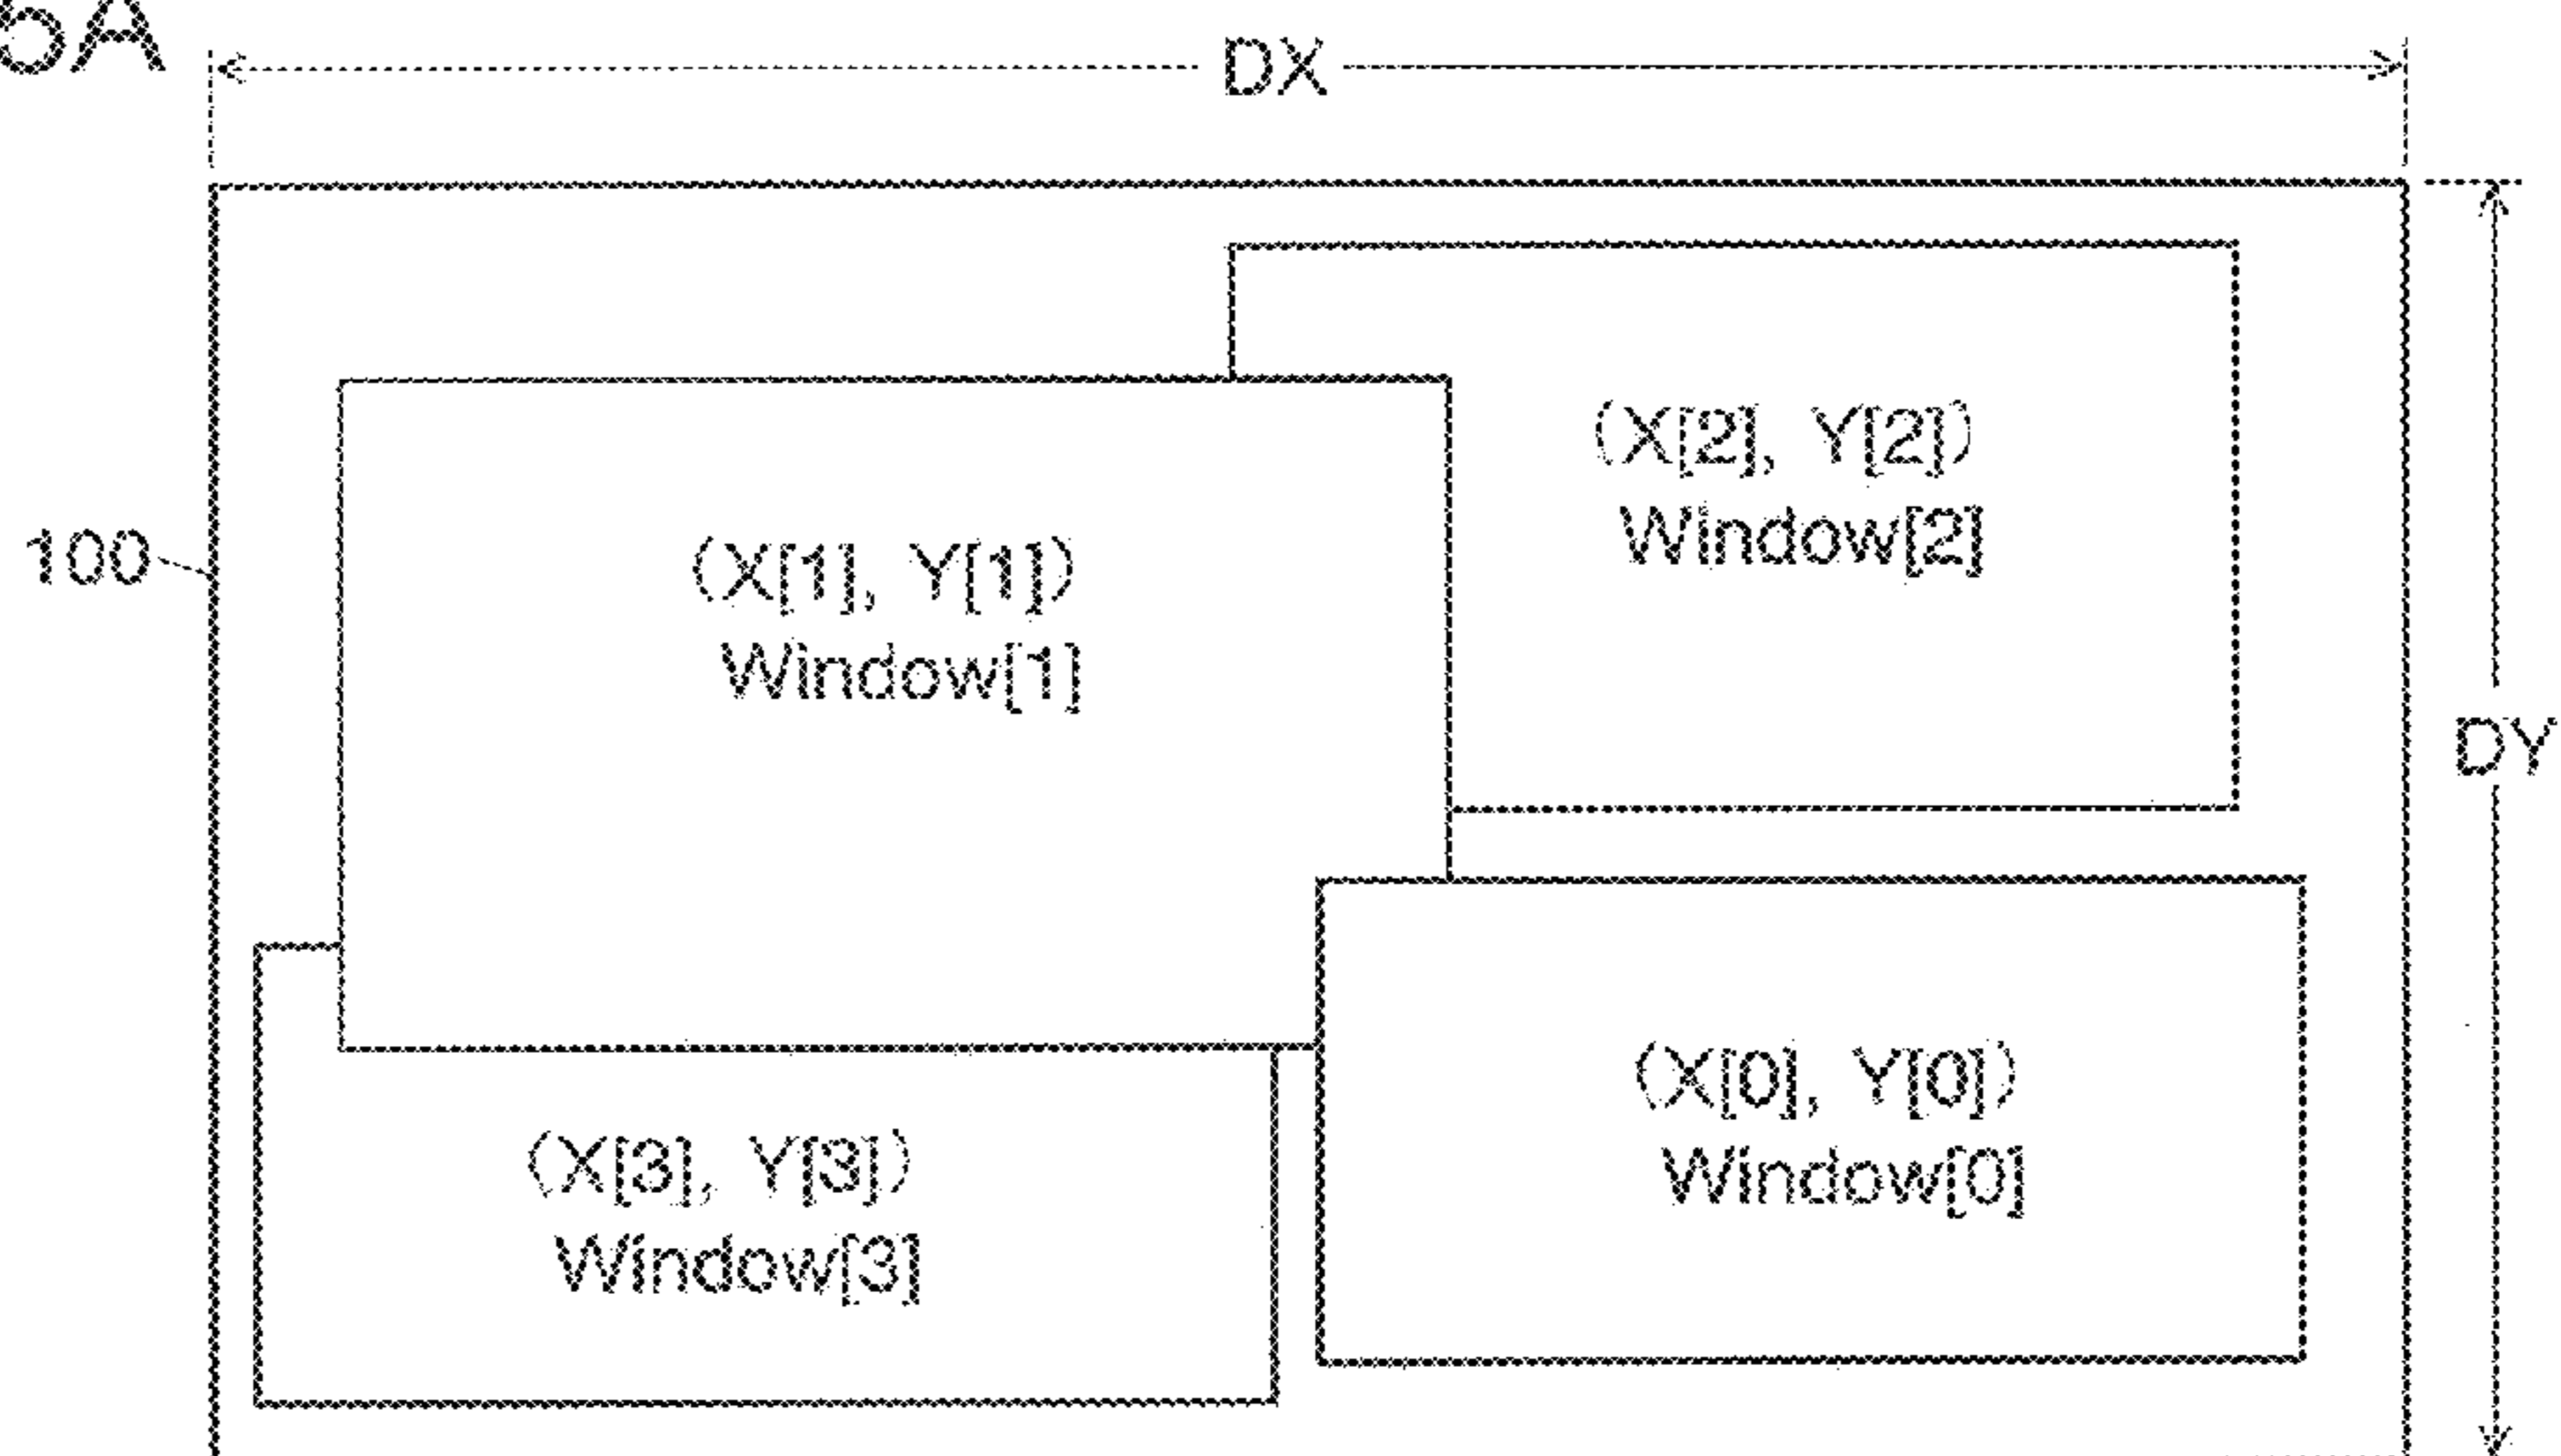 5A
DX
(X[2], Y[2])
Window[2]
100
(X[1], Y[1])
Window[1]
DY
(X[0], Y[0])
Window[0]
(X[3], Y[3])
Window[3]